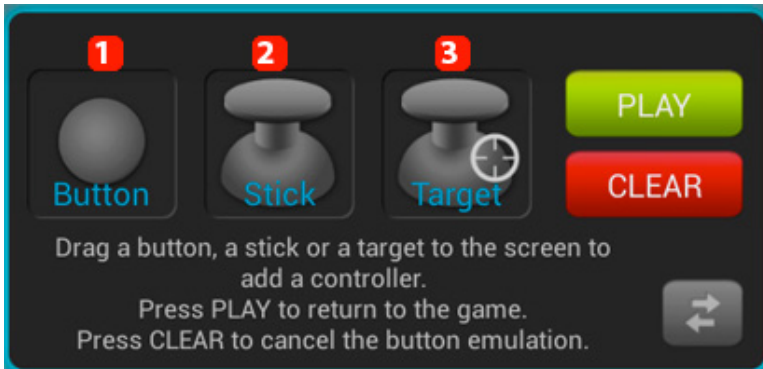 1 2 3
Button Stick Target
PLAY
CLEAR
Drag a button, a stick or a target to the screen to
add a controller.
Press PLAY to return to the game.
Press CLEAR to cancel the button emulation.